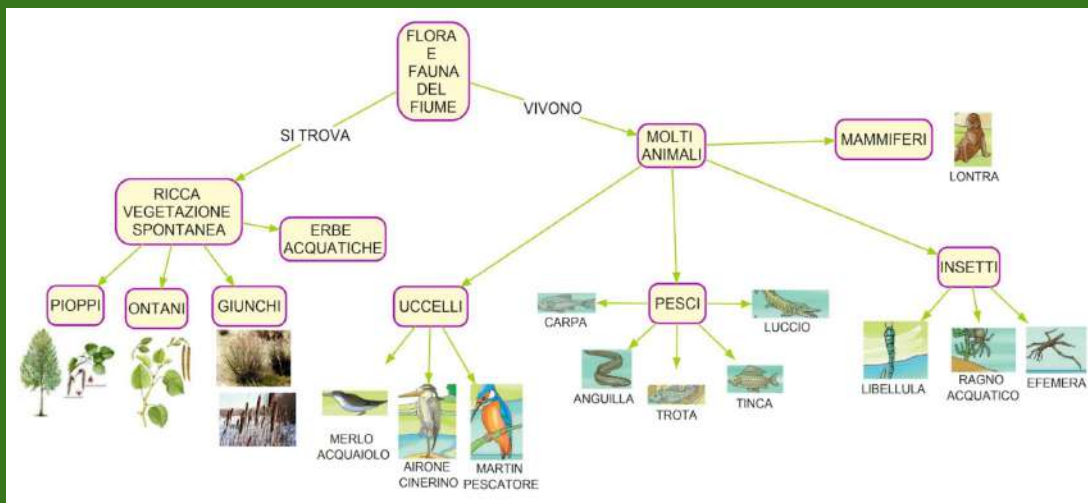 FLORA
E
FAUNA
DEL
FIUME
SI TROVA
VIVONO
MOLTI
ANIMALI
MAMMIFERI
LONTRA
RICCA
VEGETAZIONE
SPONTANEA
ERBE
ACQUATICHE
PIOPPI
ONTANI
GIUNCHI
UCCELLI
MERLO
ACQUAIOLO
AIRONE
CINERINO
MARTIN
PESCATORE
PESCI
CARPA
LUCCIO
ANGUILLA
TROTA
TINCA
INSETTI
LIBELLULA
RAGNO
ACQUATICO
EFEMERA